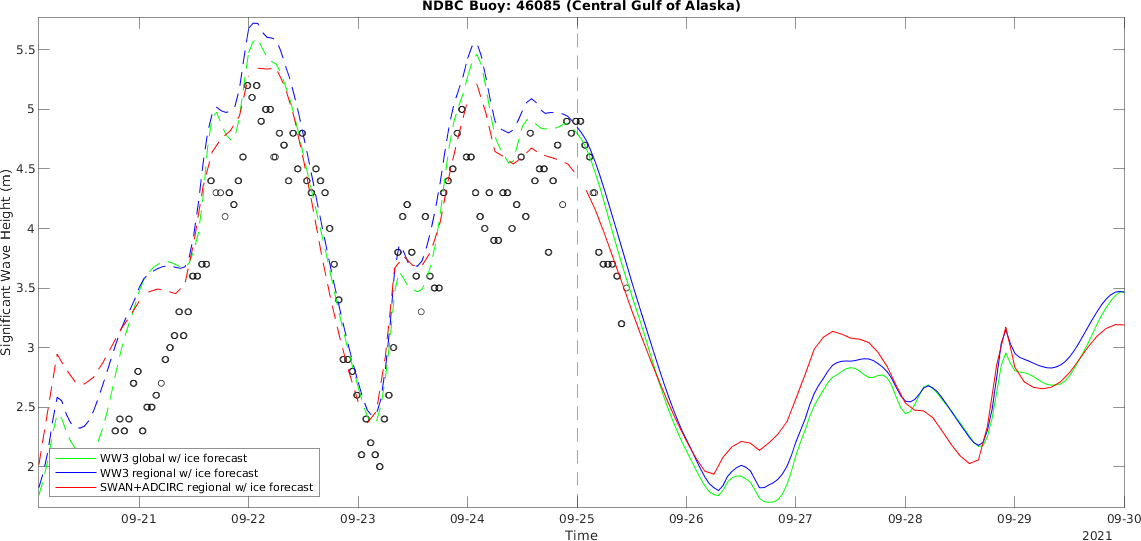 NDBC Buoy: 46085 (Central Gulf of Alaska)
Significant Wave Height (m)
5.5
5
4.5
4
3.5
3
2.5
2
WW3 global w/ ice forecast
WW3 regional w/ ice forecast
SWAN+ADCIRC regional w/ ice forecast
09-21 09-22 09-23 09-24 09-25 09-26 09-27 09-28 09-29 09-30
Time
2021